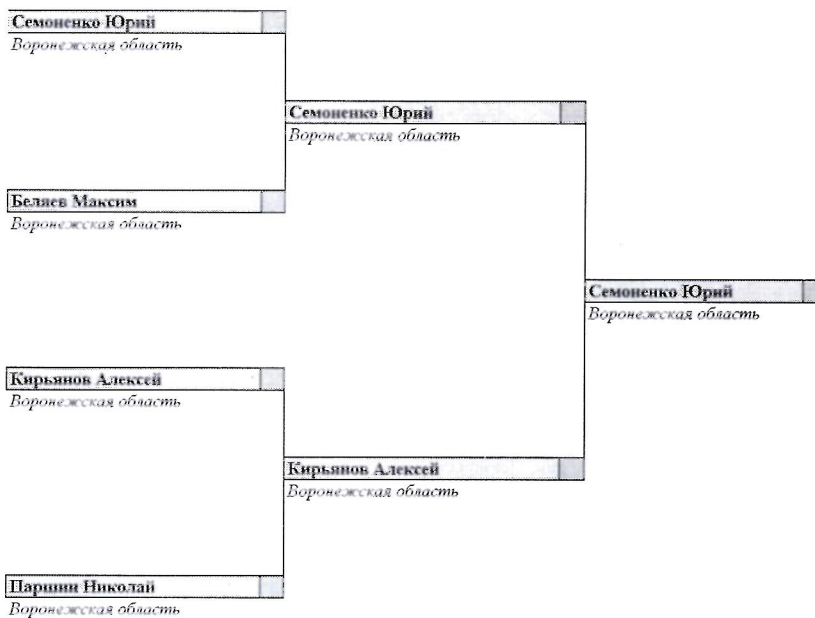 Семоненко Юрий
Воронежская область
Семоненко Юрий
Воронежская область
Беляев Максим
Воронежская область
Семоненко Юрий
Воронежская область
Кирьянов Алексей
Воронежская область
Кирьянов Алексей
Воронежская область
Паршин Николай
Воронежская область